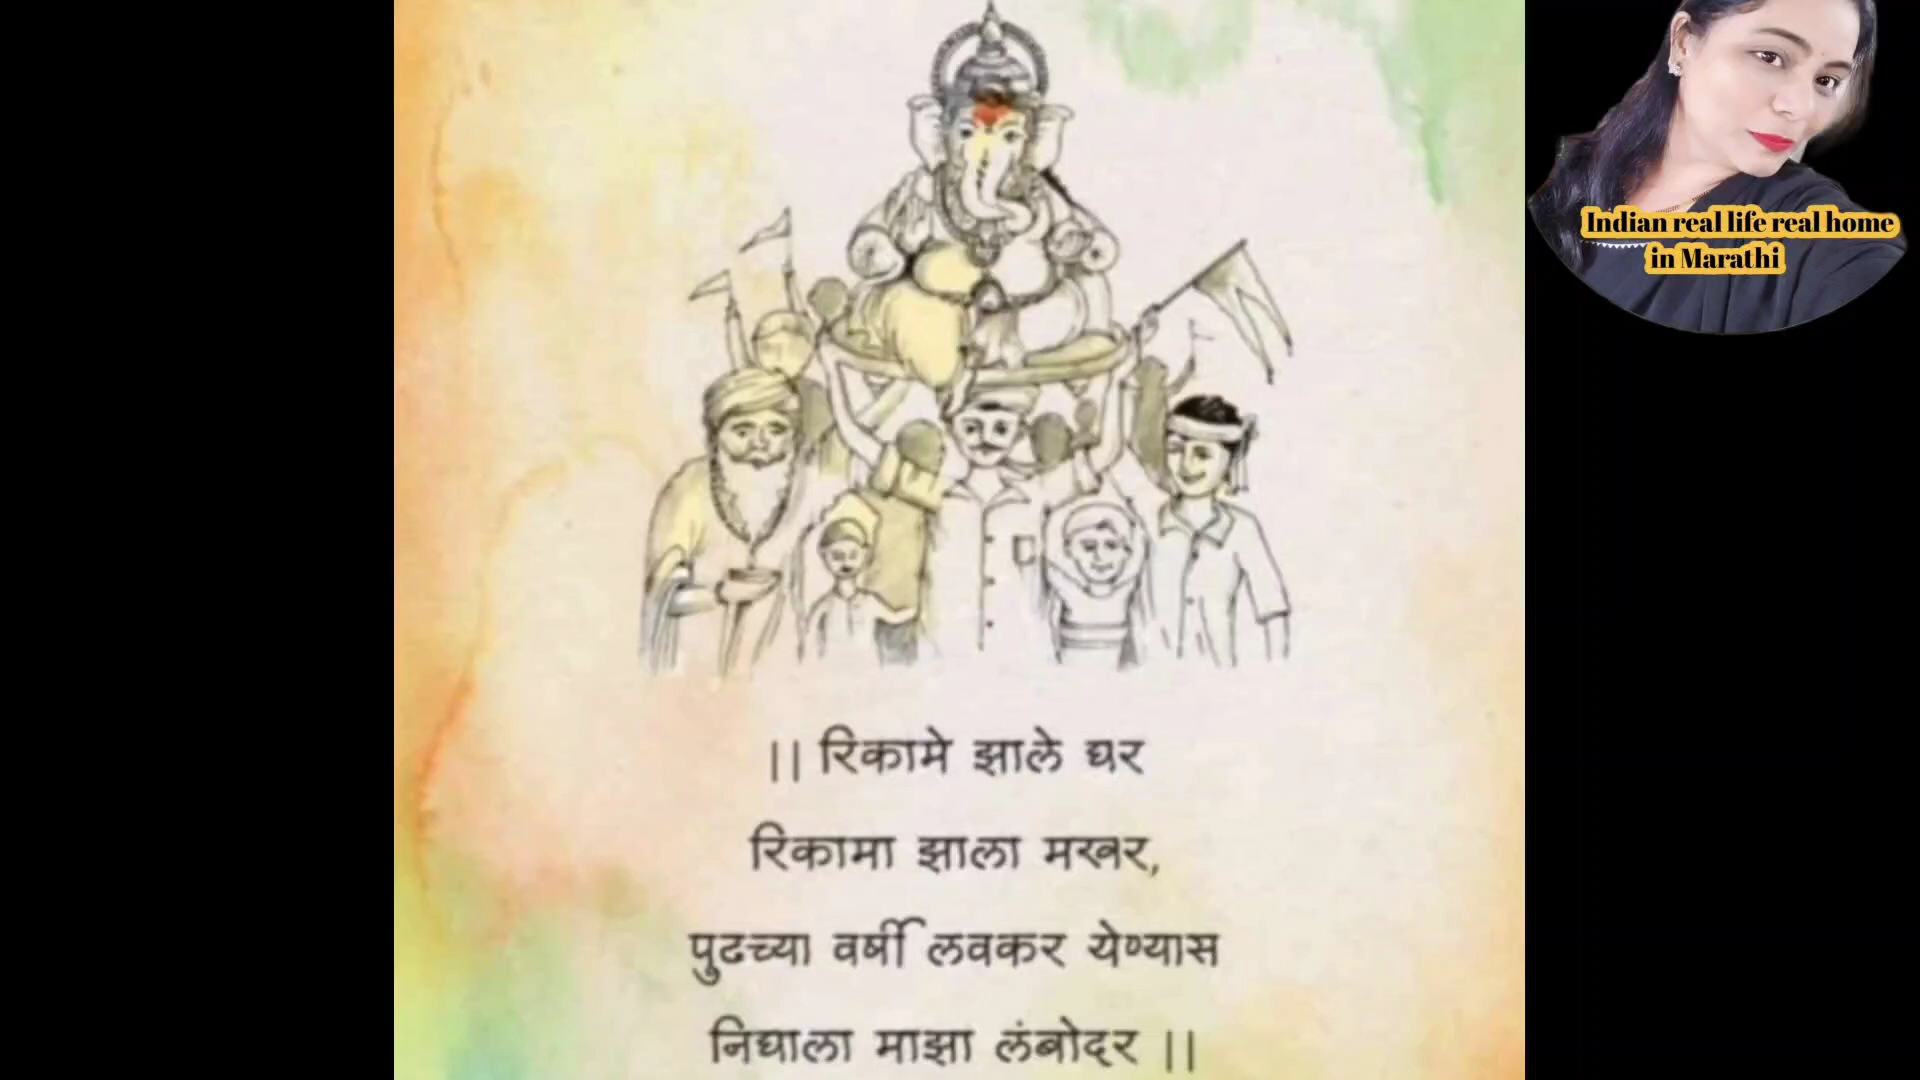 || रिकामे झाले घर
रिकामा झाला मखर,
पुढच्या वर्षी लवकर येण्यास
निघाला माझा लंबोदर ||
Indian real life real home
in Marathi